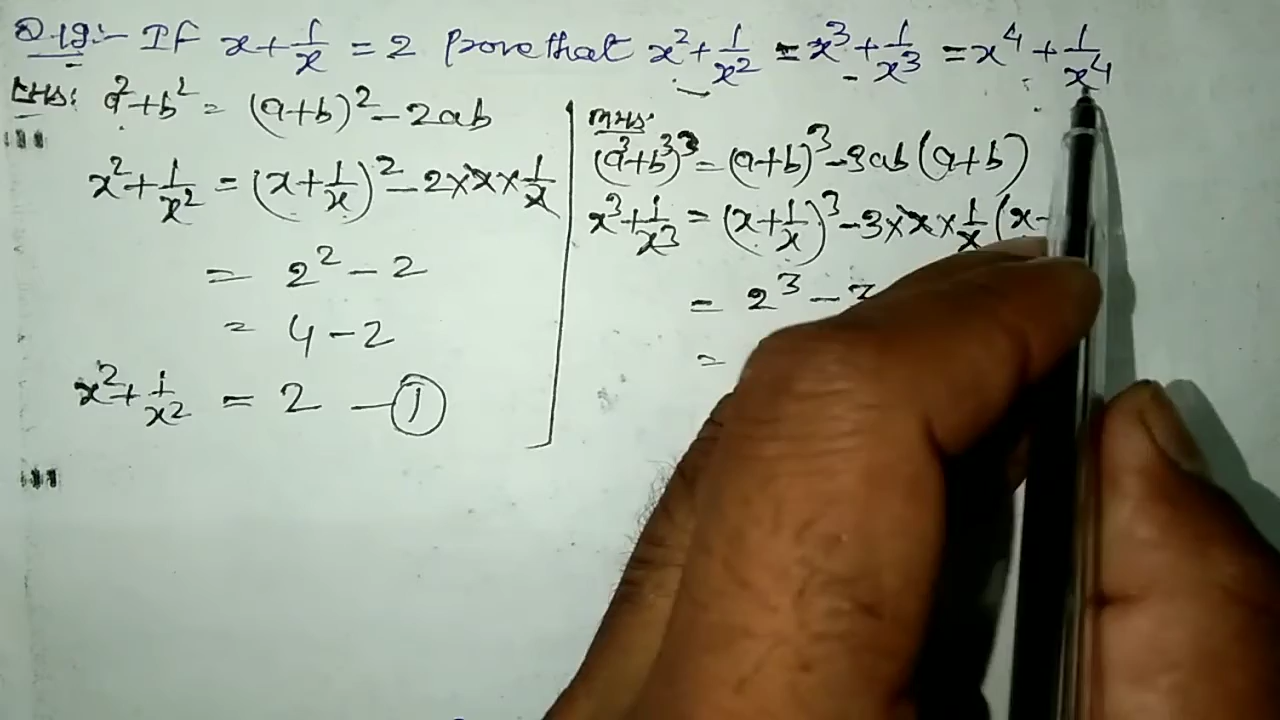 Q.19:- If x + 1/x = 2 prove that x² + 1/x² = x³ + 1/x³ = x⁴ + 1/x⁴
LHS: a² + b² = (a+b)² - 2ab
x² + 1/x² = (x + 1/x)² - 2 × x × 1/x
= 2² - 2
= 4 - 2
x² + 1/x² = 2 — ①
MHS:
(a³ + b³)³ = (a+b)³ - 3ab(a+b)
x³ + 1/x³ = (x + 1/x)³ - 3 × x × 1/x (x
= 2³ - 3
=